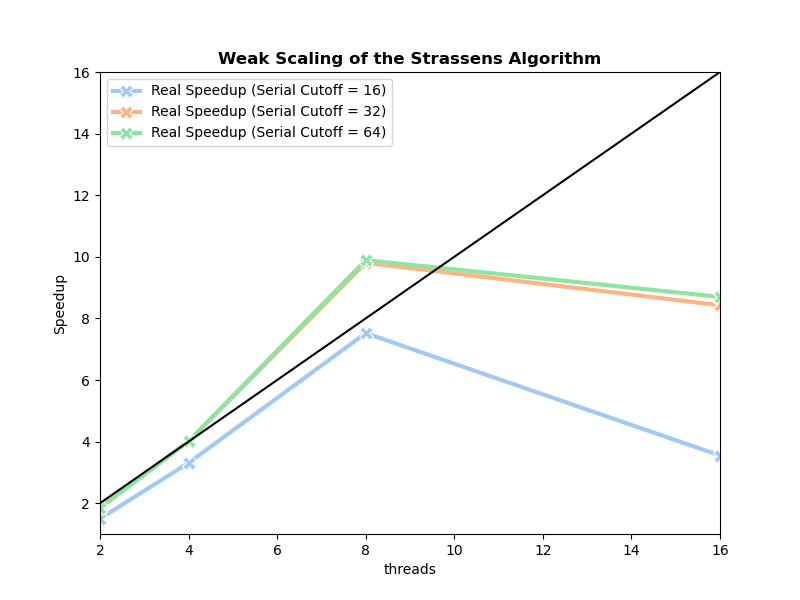 Weak Scaling of the Strassens Algorithm
Real Speedup (Serial Cutoff = 16)
Real Speedup (Serial Cutoff = 32)
Real Speedup (Serial Cutoff = 64)
Speedup
16
14
12
10
8
6
4
2
2 4 6 8 10 12 14 16
threads